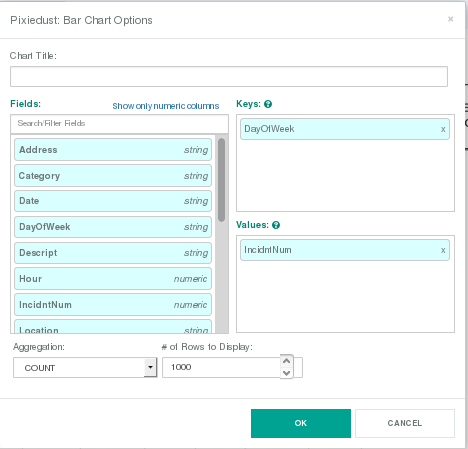 Pixiedust: Bar Chart Options
×
Chart Title:
Fields:
Show only numeric columns
Search/Filter Fields
Address string
Category string
Date string
DayOfWeek string
Descript string
Hour numeric
IncidntNum numeric
Location string
Keys: ?
DayOfWeek x
Values: ?
IncidntNum x
Aggregation:
COUNT
# of Rows to Display:
1000
OK
CANCEL